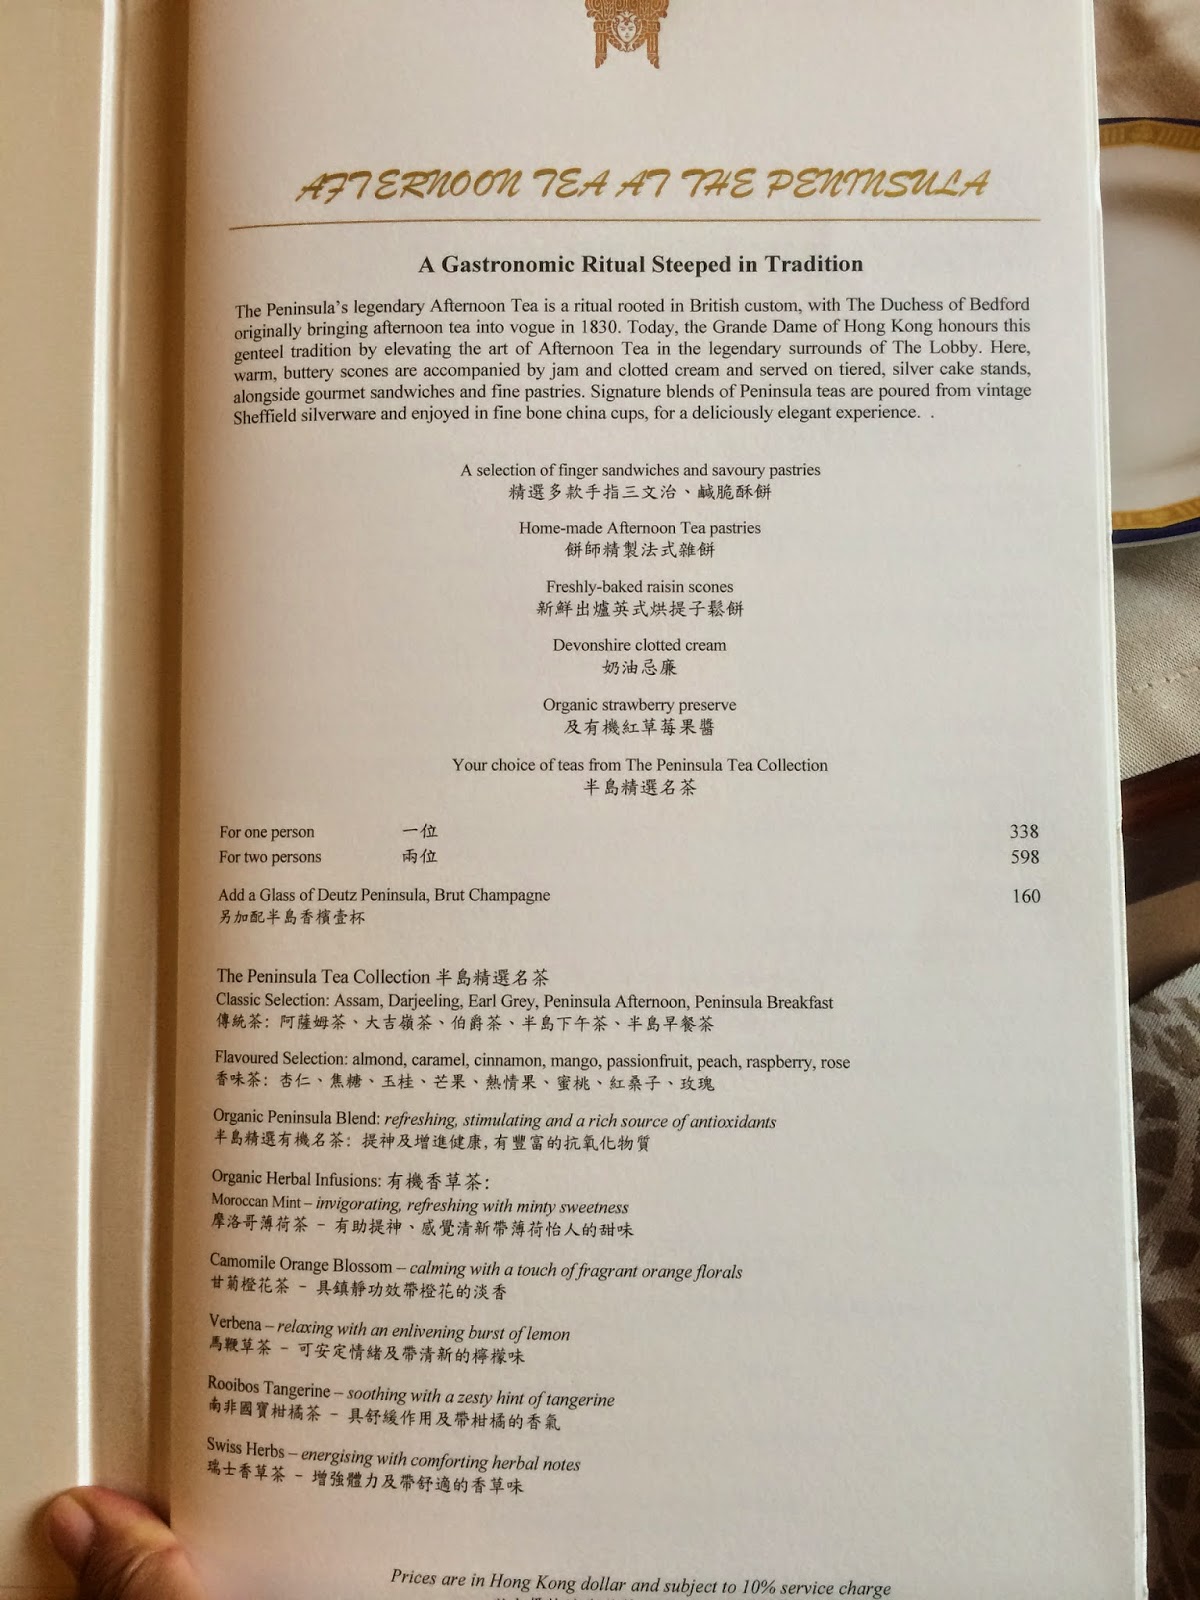 AFTERNOON TEA AT THE PENINSULA
A Gastronomic Ritual Steeped in Tradition
The Peninsula's legendary Afternoon Tea is a ritual rooted in British custom, with The Duchess of Bedford
originally bringing afternoon tea into vogue in 1830. Today, the Grande Dame of Hong Kong honours this
genteel tradition by elevating the art of Afternoon Tea in the legendary surrounds of The Lobby. Here,
warm, buttery scones are accompanied by jam and clotted cream and served on tiered, silver cake stands,
alongside gourmet sandwiches and fine pastries. Signature blends of Peninsula teas are poured from vintage
Sheffield silverware and enjoyed in fine bone china cups, for a deliciously elegant experience. .
A selection of finger sandwiches and savoury pastries
精選多款手指三文治、鹹脆酥餅
Home-made Afternoon Tea pastries
餅師精製法式雜餅
Freshly-baked raisin scones
新鮮出爐英式烘提子鬆餅
Devonshire clotted cream
奶油忌廉
Organic strawberry preserve
及有機紅草莓果醬
Your choice of teas from The Peninsula Tea Collection
半島精選名茶
For one person 一位 338
For two persons 兩位 598
Add a Glass of Deutz Peninsula, Brut Champagne 160
另加配半島香檳壹杯
The Peninsula Tea Collection 半島精選名茶
Classic Selection: Assam, Darjeeling, Earl Grey, Peninsula Afternoon, Peninsula Breakfast
傳統茶: 阿薩姆茶、大吉嶺茶、伯爵茶、半島下午茶、半島早餐茶
Flavoured Selection: almond, caramel, cinnamon, mango, passionfruit, peach, raspberry, rose
香味茶: 杏仁、焦糖、玉桂、芒果、熱情果、蜜桃、紅桑子、玫瑰
Organic Peninsula Blend: refreshing, stimulating and a rich source of antioxidants
半島精選有機名茶: 提神及增進健康, 有豐富的抗氧化物質
Organic Herbal Infusions: 有機香草茶:
Moroccan Mint – invigorating, refreshing with minty sweetness
摩洛哥薄荷茶 - 有助提神、感覺清新帶薄荷怡人的甜味
Camomile Orange Blossom – calming with a touch of fragrant orange florals
甘菊橙花茶 - 具鎮靜功效帶橙花的淡香
Verbena – relaxing with an enlivening burst of lemon
馬鞭草茶 - 可安定情緒及帶清新的檸檬味
Rooibos Tangerine – soothing with a zesty hint of tangerine
南非國寶柑橘茶 - 具舒緩作用及帶柑橘的香氣
Swiss Herbs – energising with comforting herbal notes
瑞士香草茶 - 增強體力及帶舒適的香草味
Prices are in Hong Kong dollar and subject to 10% service charge